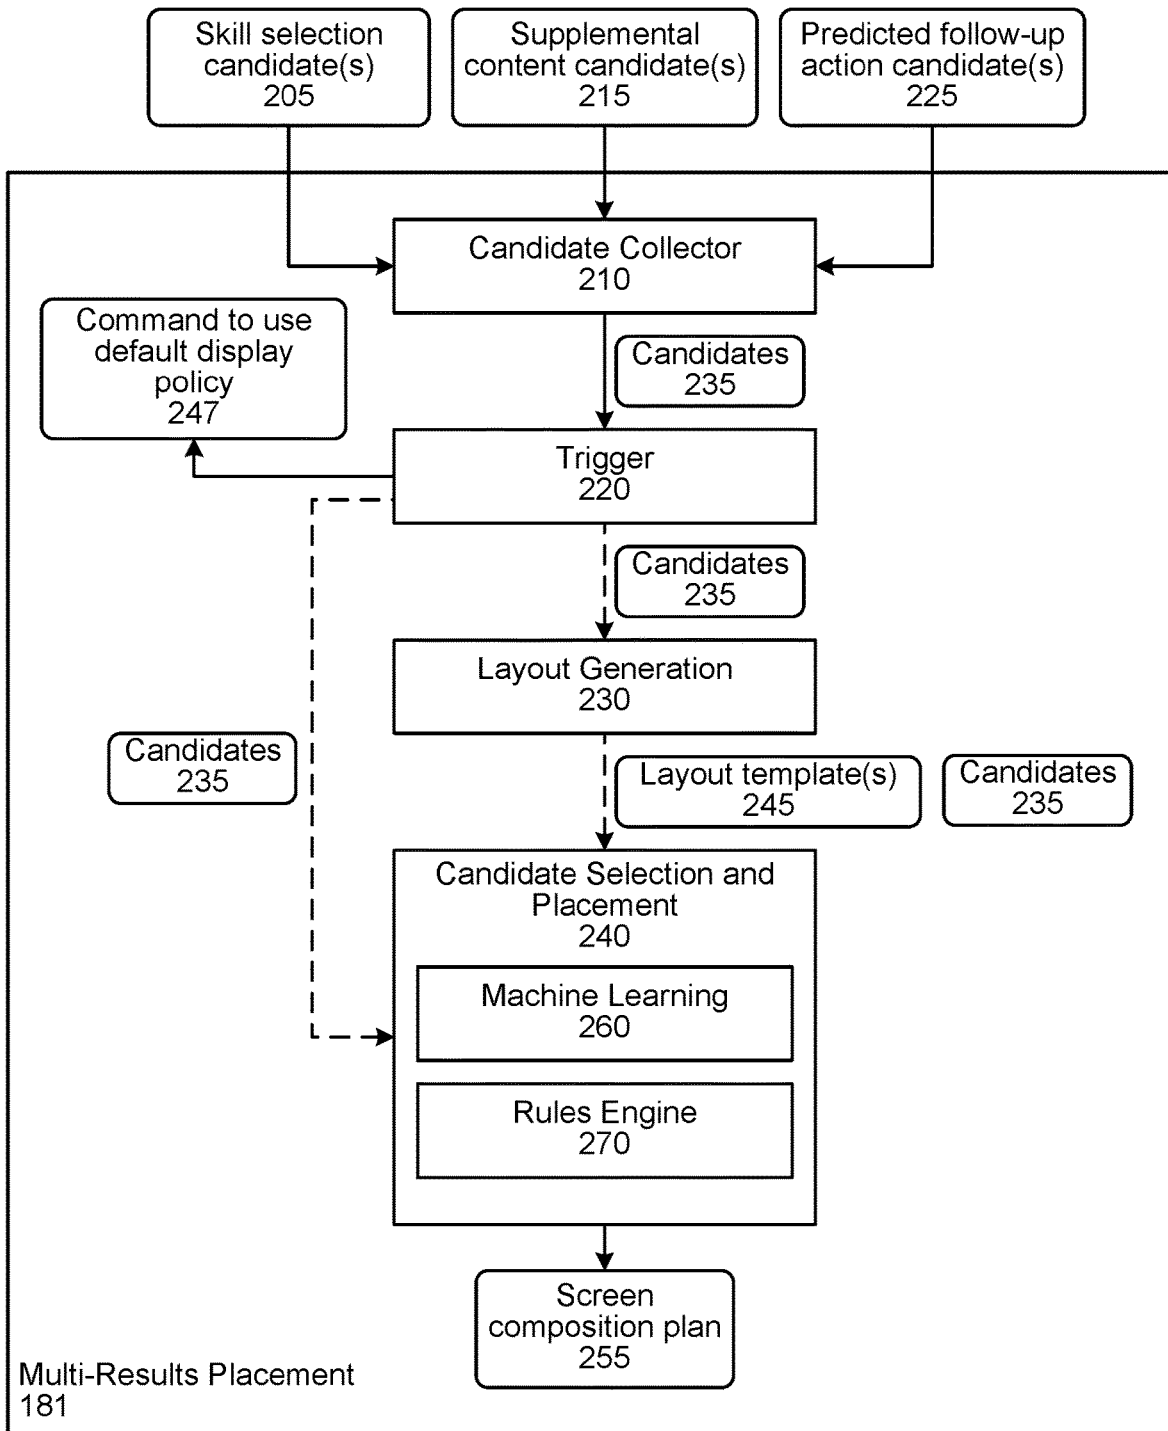 Skill selection
candidate(s)
205
Supplemental
content candidate(s)
215
Predicted follow-up
action candidate(s)
225
Candidate Collector
210
Command to use
default display
policy
247
Candidates
235
Trigger
220
Candidates
235
Layout Generation
230
Candidates
235
Layout template(s)
245
Candidates
235
Candidate Selection and
Placement
240
Machine Learning
260
Rules Engine
270
Screen
composition plan
255
Multi-Results Placement
181